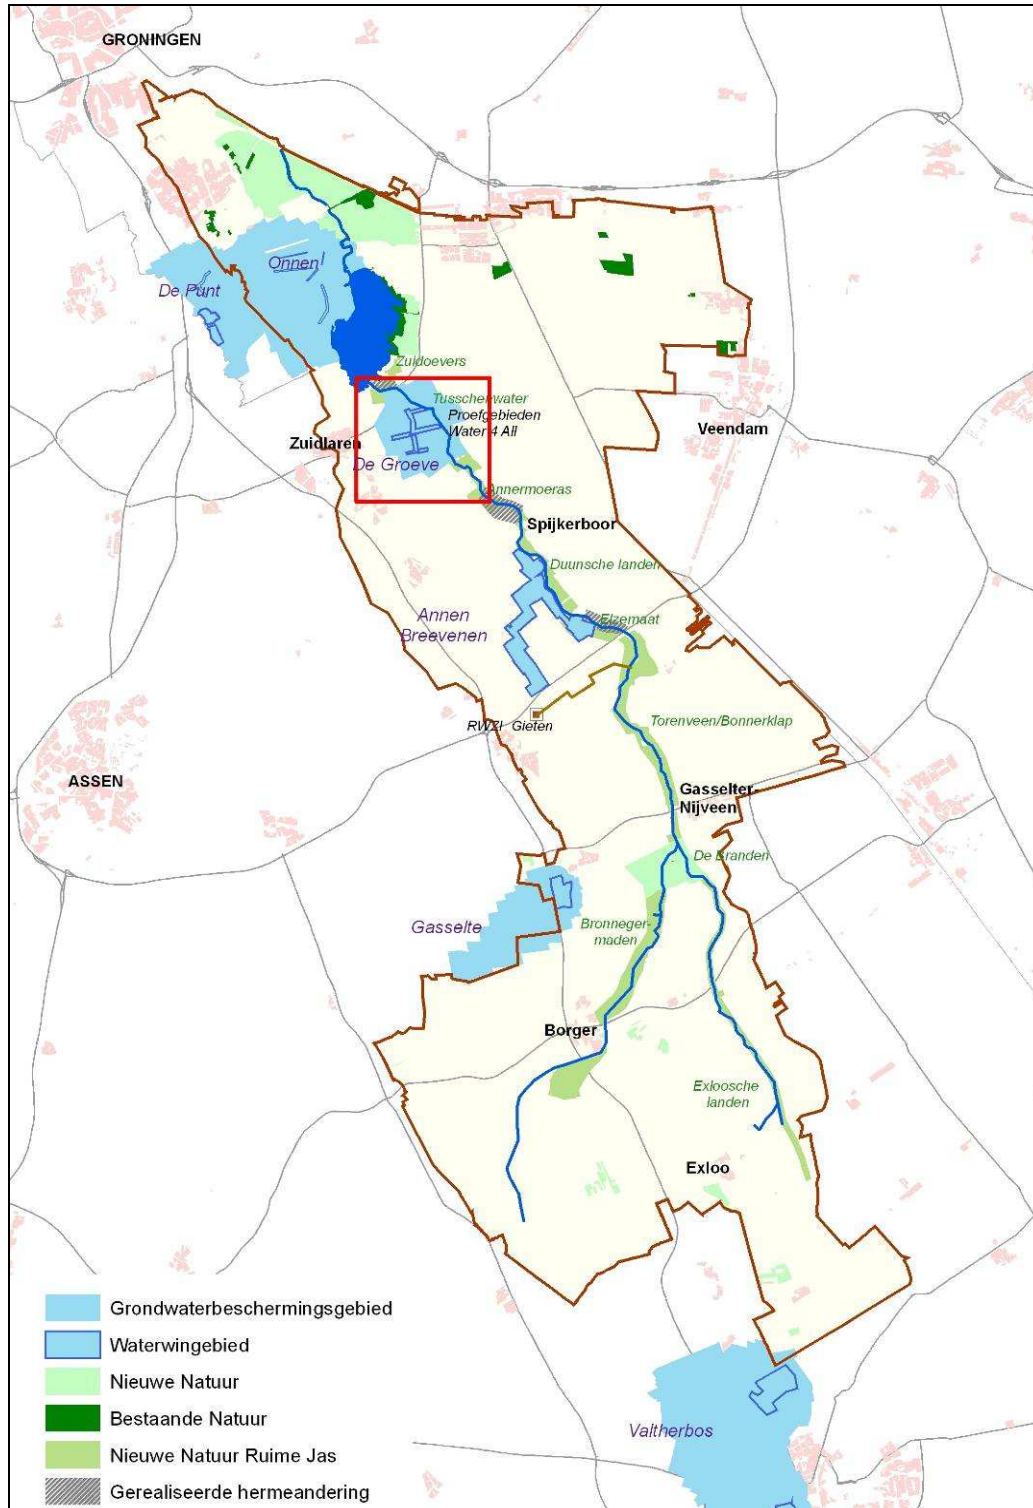 GRONINGEN
Onnen
De Punt
Zuidoevers
Tusschenwater
Proefgebieden
Water 4 All
Zuidlaren
De Groeve
Veendam
Annermoeras
Spijkerboor
Duunsche landen
Annen
Breevenen
Elzemaat
RWZI Gieten
Torenveen/Bonnerklap
ASSEN
Gasselter-
Nijveen
De Branden
Gasselte
Bronneger-
maden
Borger
Exloosche
landen
Exloo
Grondwaterbeschermingsgebied
Waterwingebied
Nieuwe Natuur
Bestaande Natuur
Valtherbos
Nieuwe Natuur Ruime Jas
Gerealiseerde hermeandering